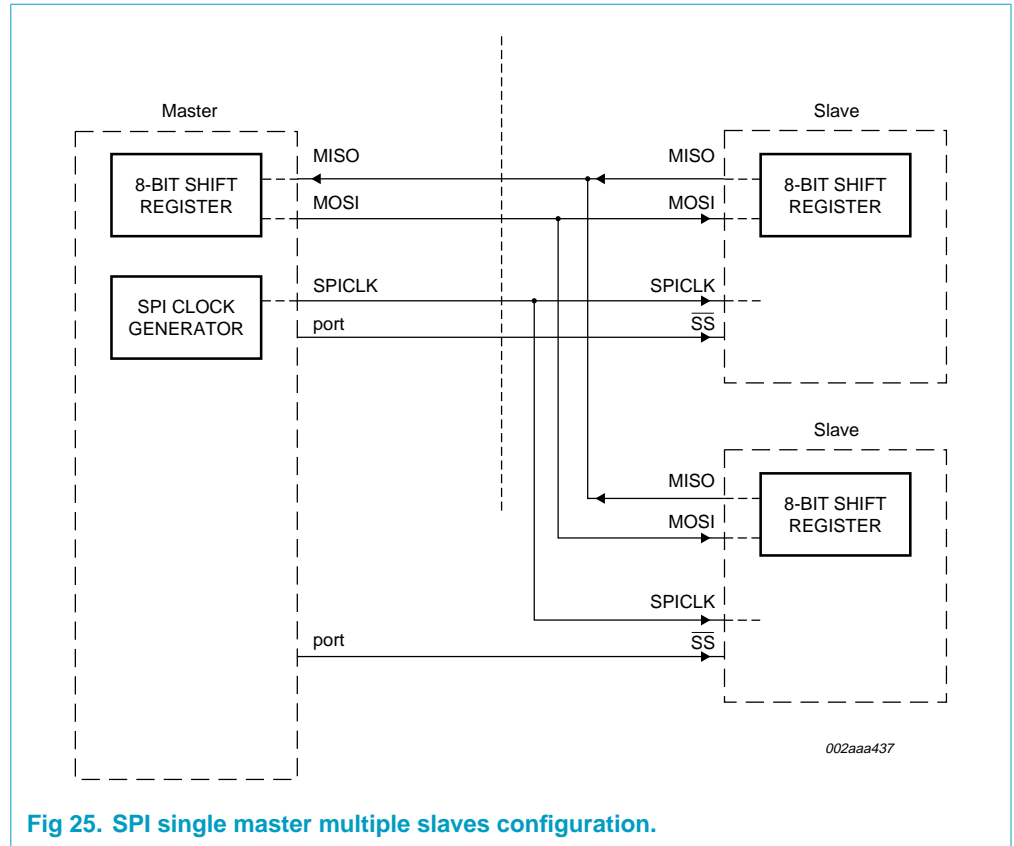 Master
Slave
MISO
MISO
8-BIT SHIFT
REGISTER
8-BIT SHIFT
REGISTER
MOSI
MOSI
SPICLK
SPICLK
SPI CLOCK
GENERATOR
port
S̅S̅
Slave
MISO
8-BIT SHIFT
REGISTER
MOSI
SPICLK
port
S̅S̅
002aaa437
Fig 25. SPI single master multiple slaves configuration.